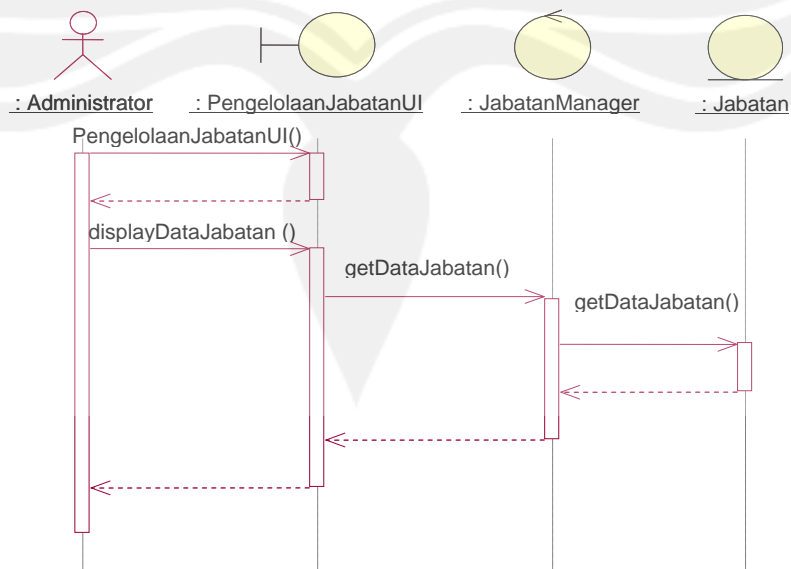 : Administrator
: PengelolaanJabatanUI
: JabatanManager
: Jabatan
PengelolaanJabatanUI()
displayDataJabatan ()
getDataJabatan()
getDataJabatan()